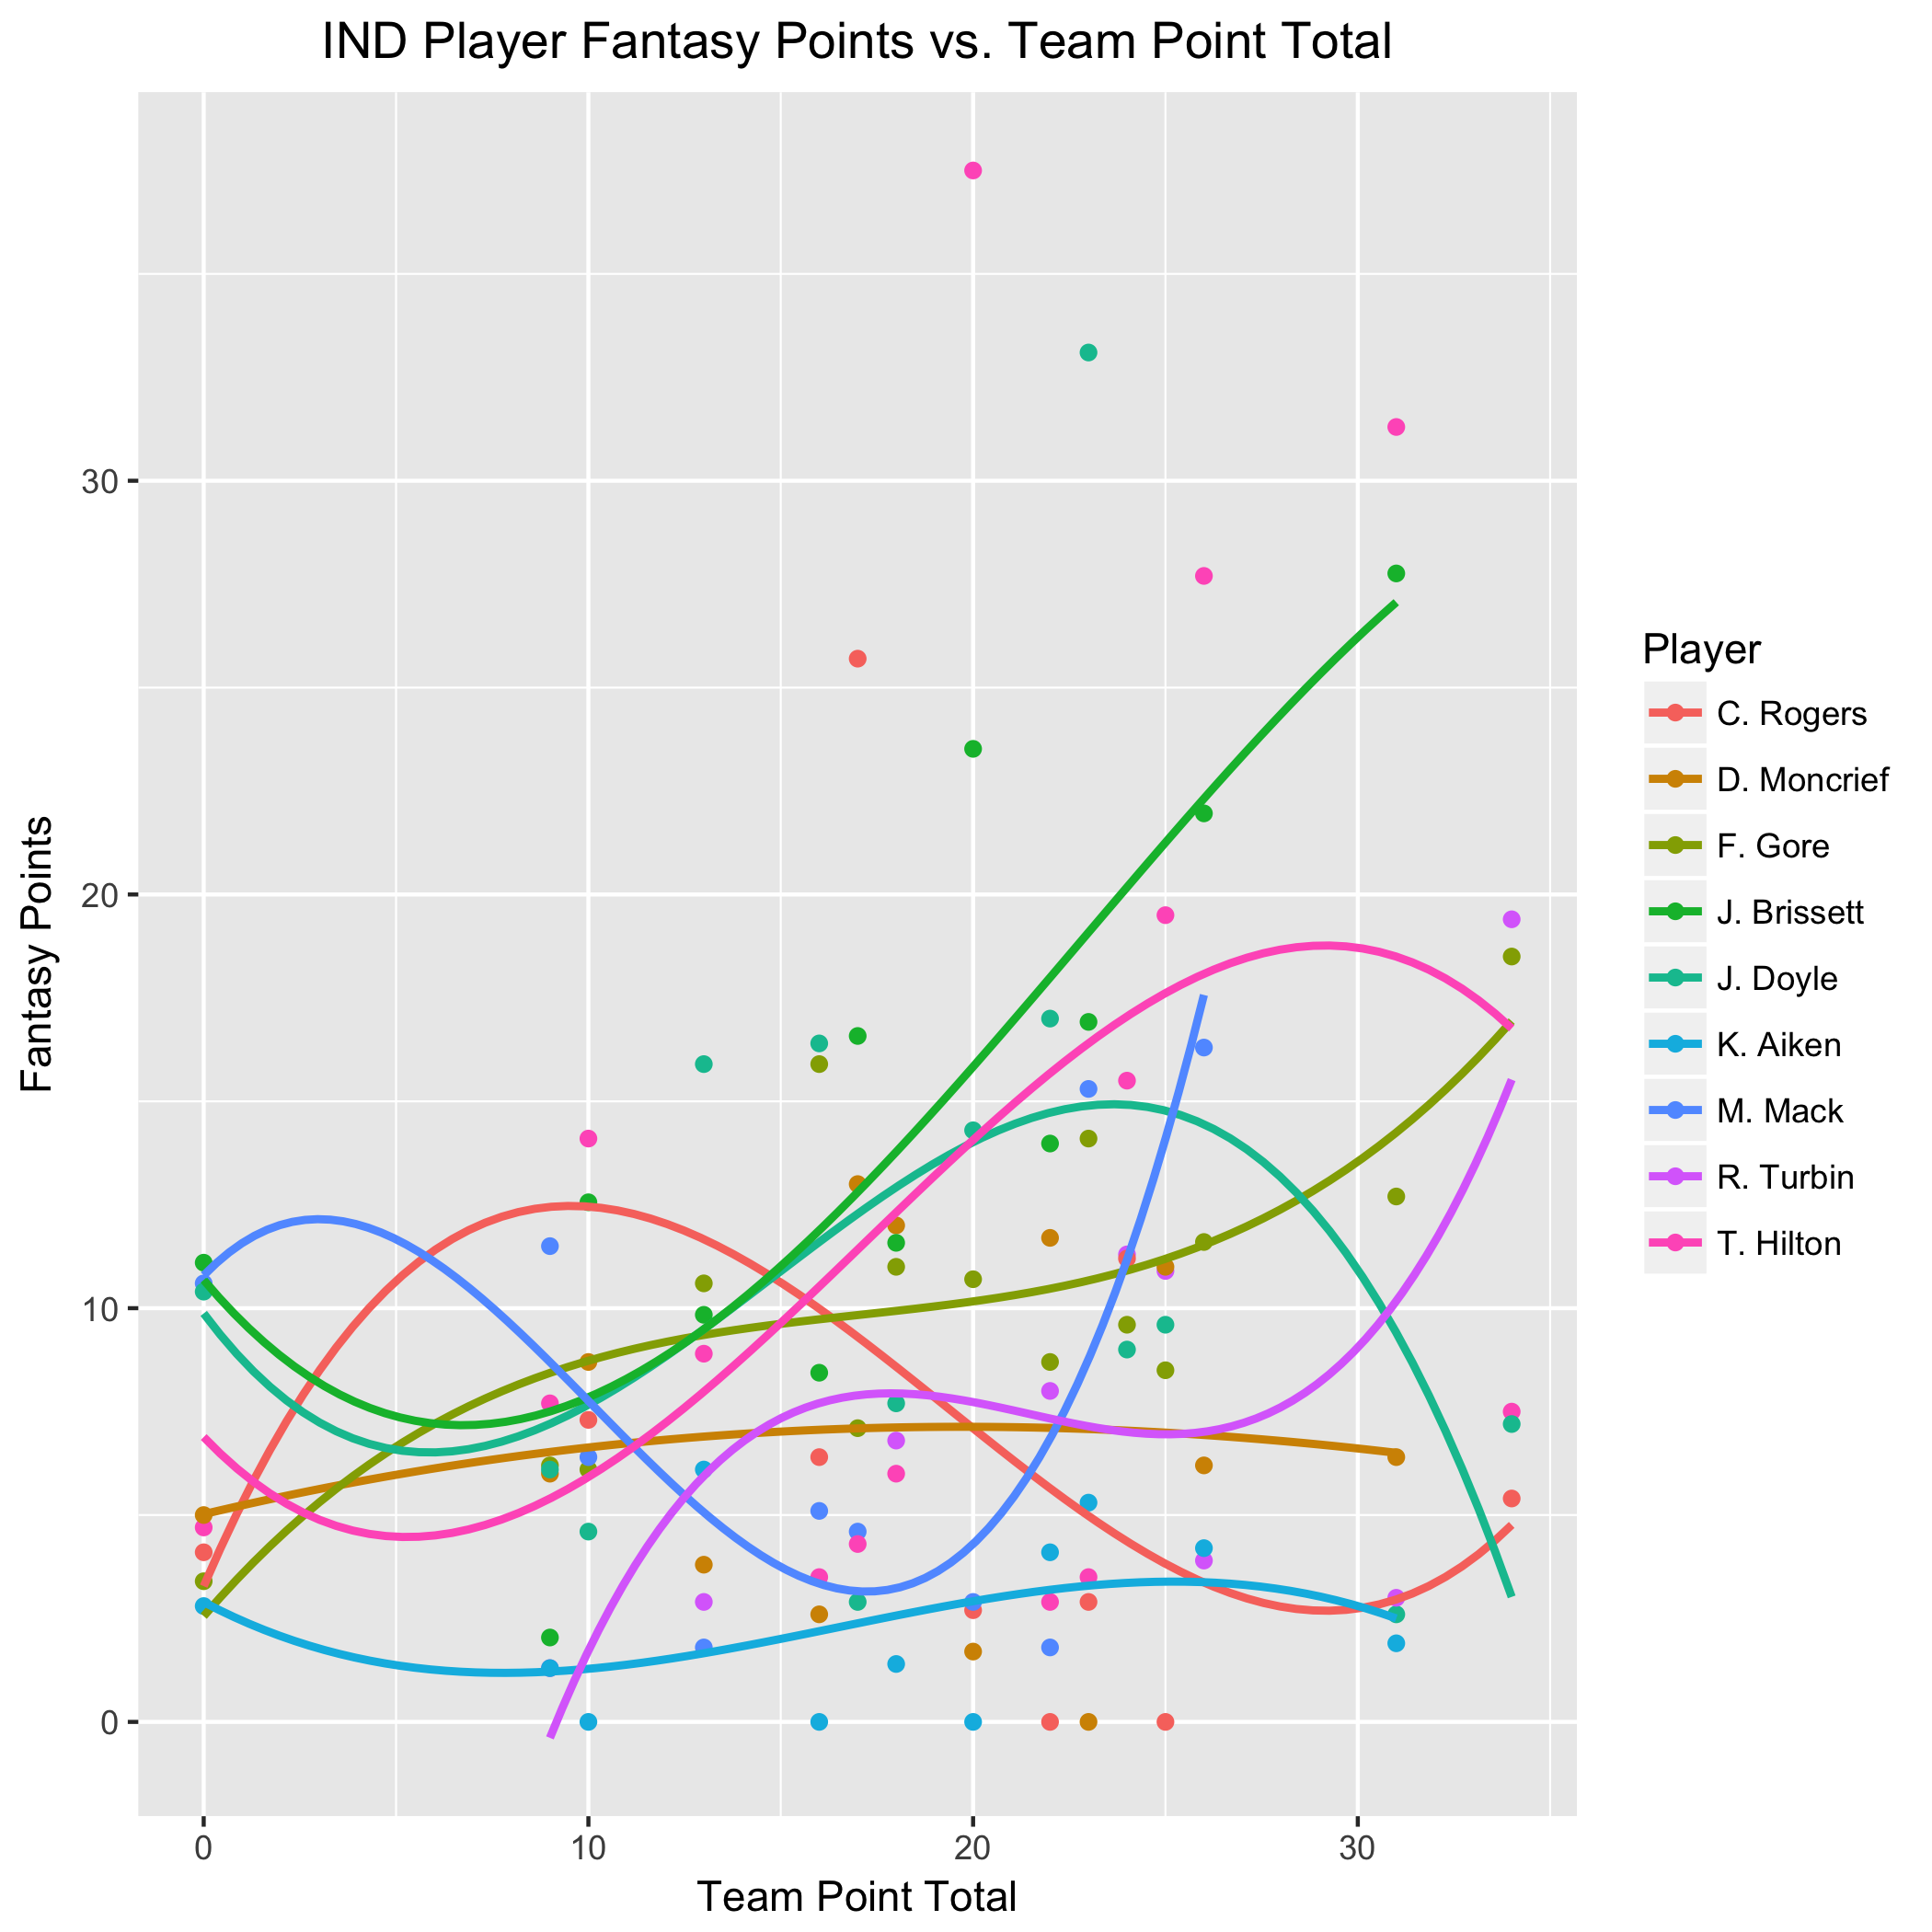 IND Player Fantasy Points vs. Team Point Total
30
20
10
0
Fantasy Points
0 10 20 30
Team Point Total
Player
C. Rogers
D. Moncrief
F. Gore
J. Brissett
J. Doyle
K. Aiken
M. Mack
R. Turbin
T. Hilton